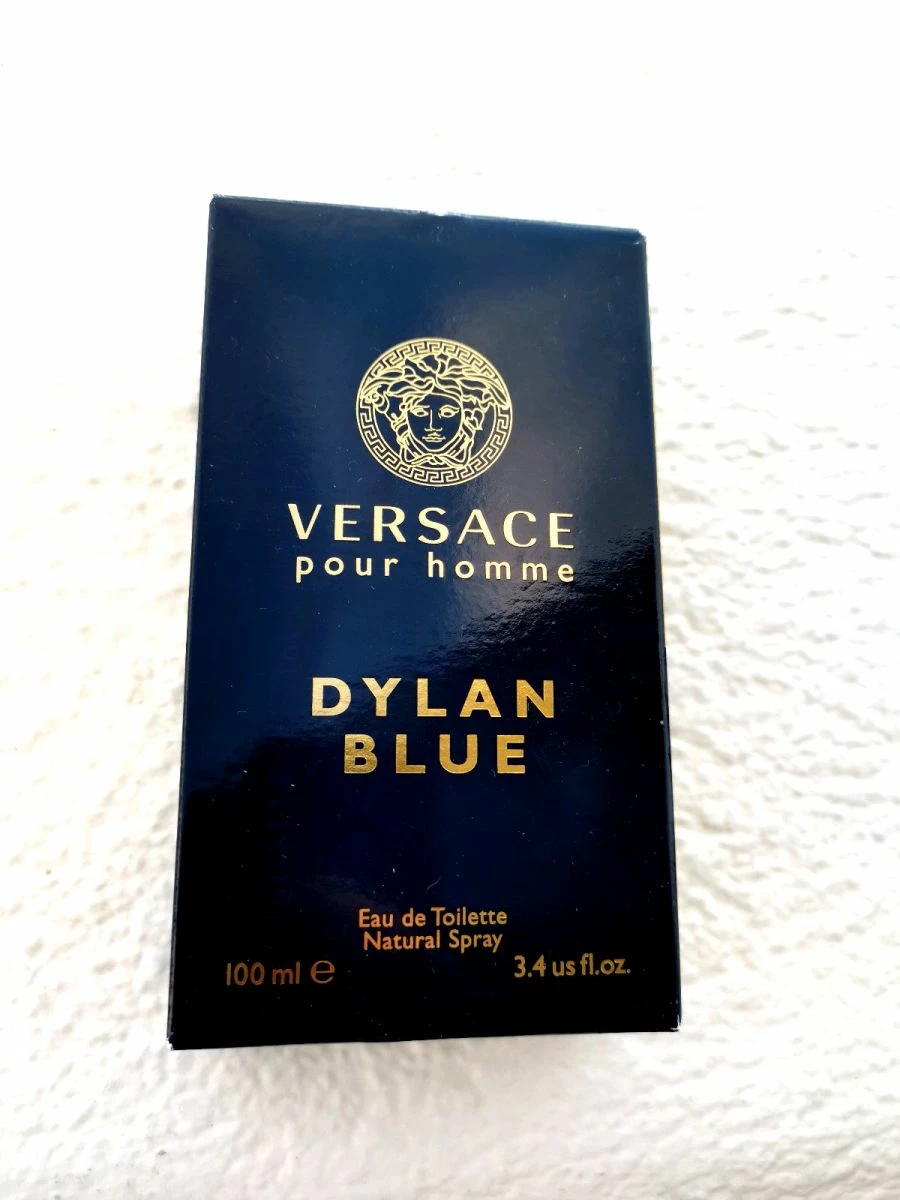 VERSACE
pour homme
DYLAN
BLUE
Eau de Toilette
Natural Spray
100 ml ℮
3.4 us fl.oz.